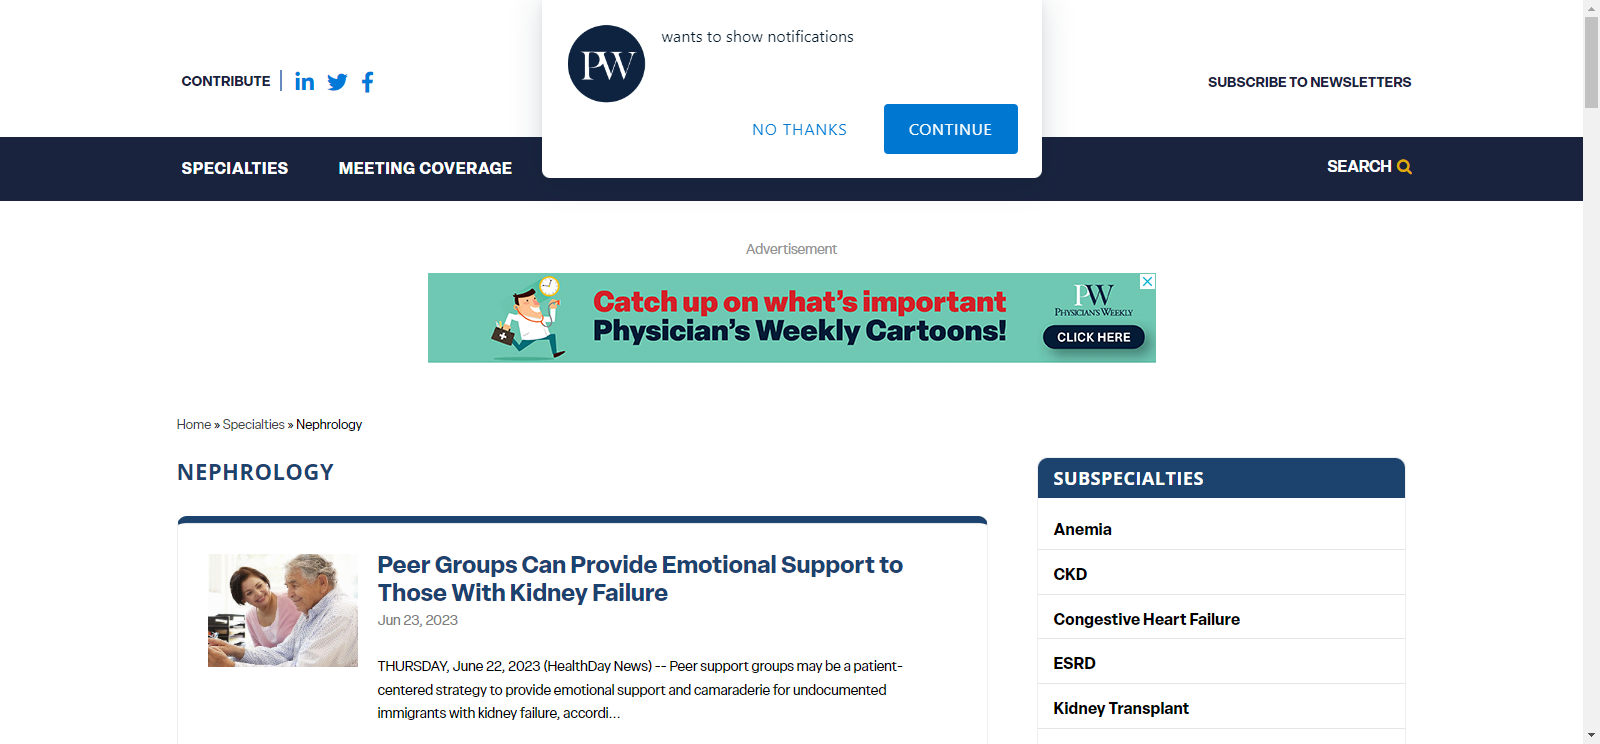 PW
wants to show notifications
NO THANKS
CONTINUE
CONTRIBUTE
SUBSCRIBE TO NEWSLETTERS
SPECIALTIES
MEETING COVERAGE
SEARCH
Advertisement
Catch up on what's important
Physician's Weekly Cartoons!
PW
PHYSICIAN'S WEEKLY
CLICK HERE
Home » Specialties » Nephrology
NEPHROLOGY
Peer Groups Can Provide Emotional Support to
Those With Kidney Failure
Jun 23, 2023
THURSDAY, June 22, 2023 (HealthDay News) -- Peer support groups may be a patient-
centered strategy to provide emotional support and camaraderie for undocumented
immigrants with kidney failure, accordi...
SUBSPECIALTIES
Anemia
CKD
Congestive Heart Failure
ESRD
Kidney Transplant